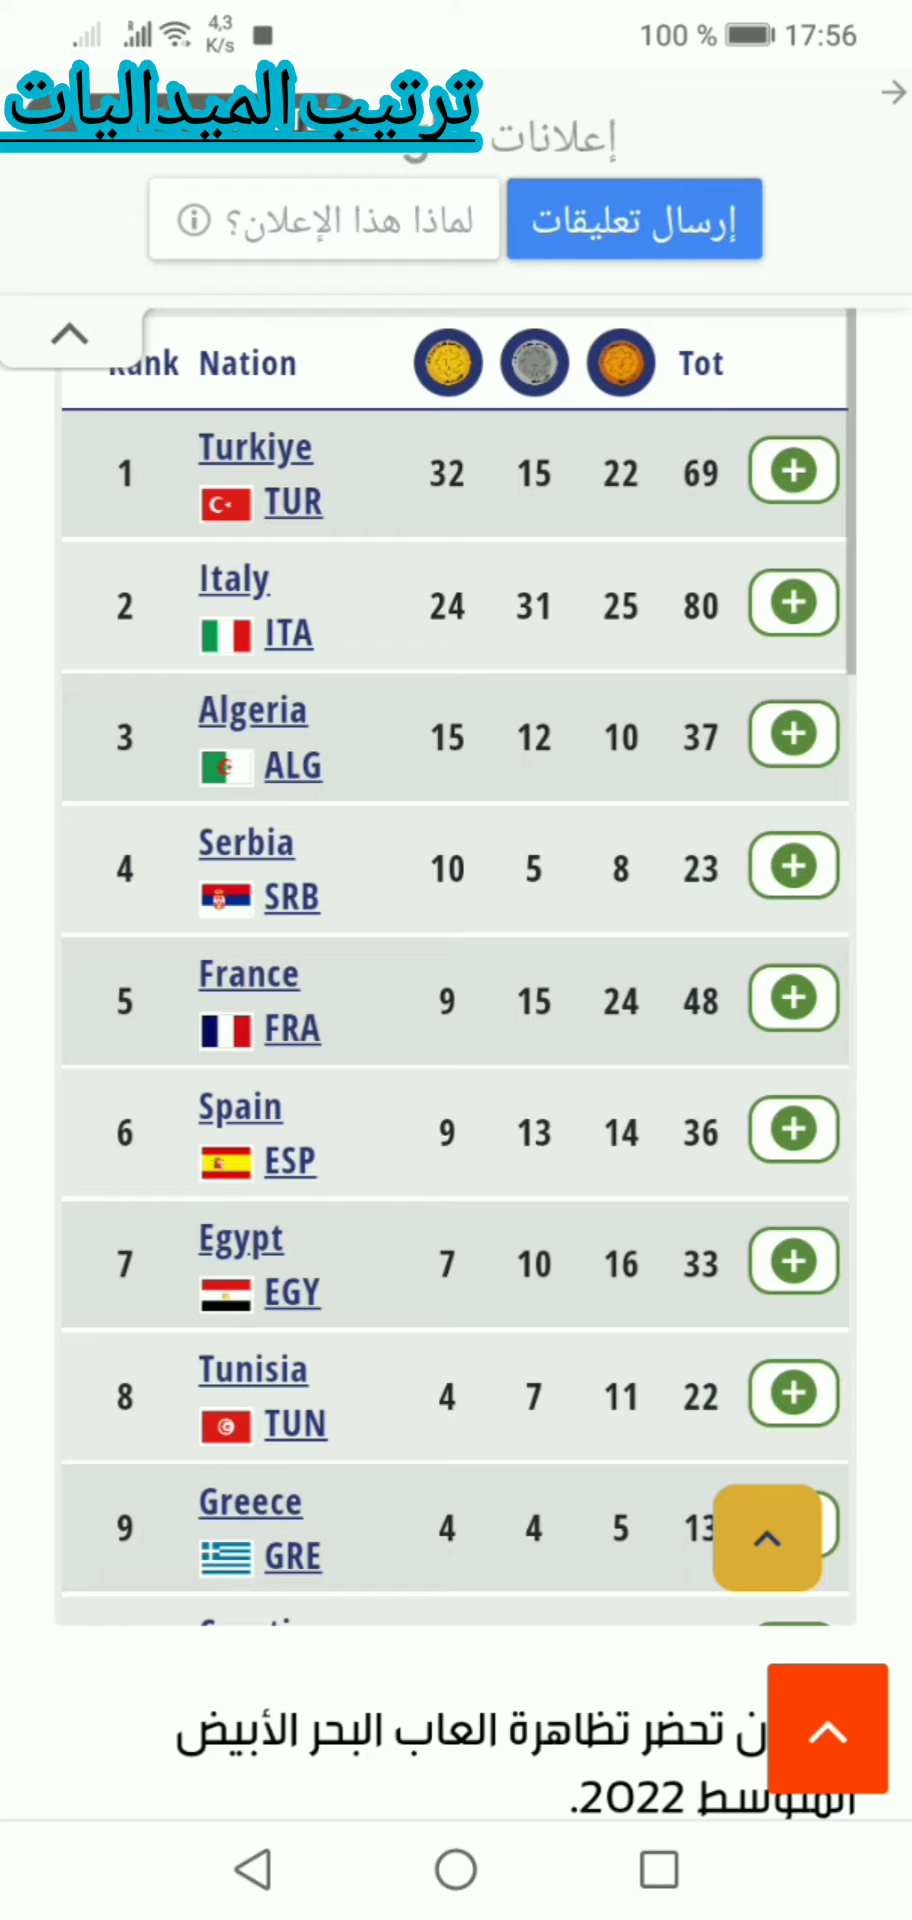 4,3
K/s
100 % 17:56
ترتيب الميداليات
إعلانات
إرسال تعليقات
لماذا هذا الإعلان؟
Rank Nation Tot
Turkiye
1 32 15 22 69
TUR
Italy
2 24 31 25 80
ITA
Algeria
3 15 12 10 37
ALG
Serbia
4 10 5 8 23
SRB
France
5 9 15 24 48
FRA
Spain
6 9 13 14 36
ESP
Egypt
7 7 10 16 33
EGY
Tunisia
8 4 7 11 22
TUN
Greece
9 4 4 5 13
GRE
تحضر تظاهرة العاب البحر الأبيض
المتوسط 2022.